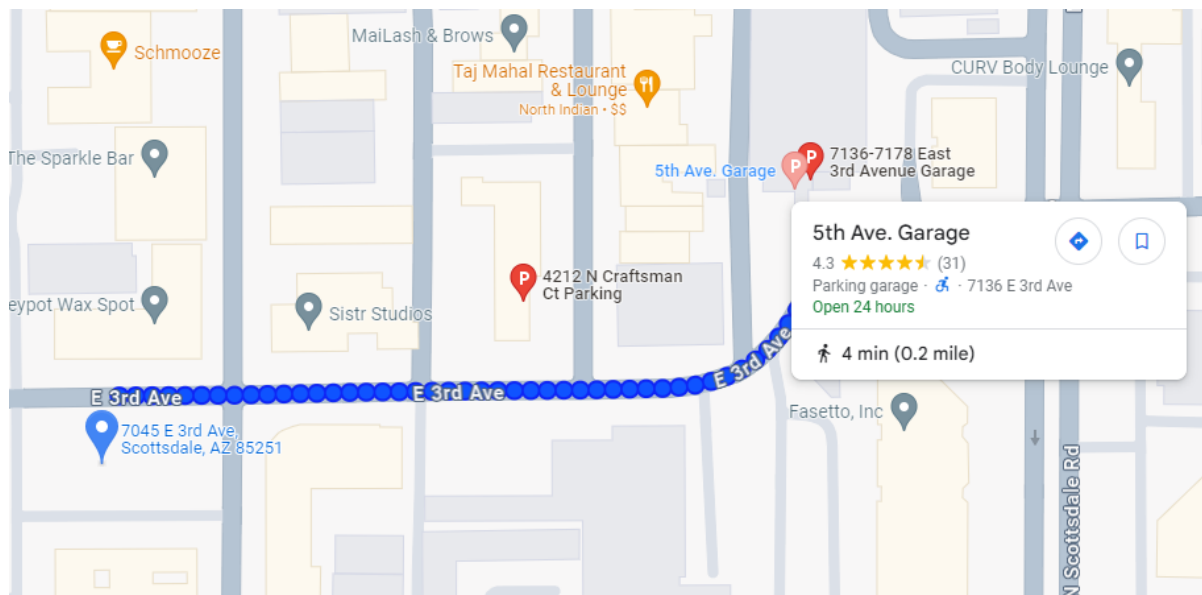 MaiLash & Brows
Schmooze
Taj Mahal Restaurant
& Lounge
North Indian • $$
CURV Body Lounge
The Sparkle Bar
5th Ave. Garage
7136-7178 East
3rd Avenue Garage
5th Ave. Garage
4.3
(31)
Parking garage · · 7136 E 3rd Ave
Open 24 hours
4 min (0.2 mile)
P
P
P
4212 N Craftsman
Ct Parking
eypot Wax Spot
Sistr Studios
E 3rd Ave
E 3rd Ave
E 3rd Ave
7045 E 3rd Ave,
Scottsdale, AZ 85251
Fasetto, Inc
N Scottsdale Rd